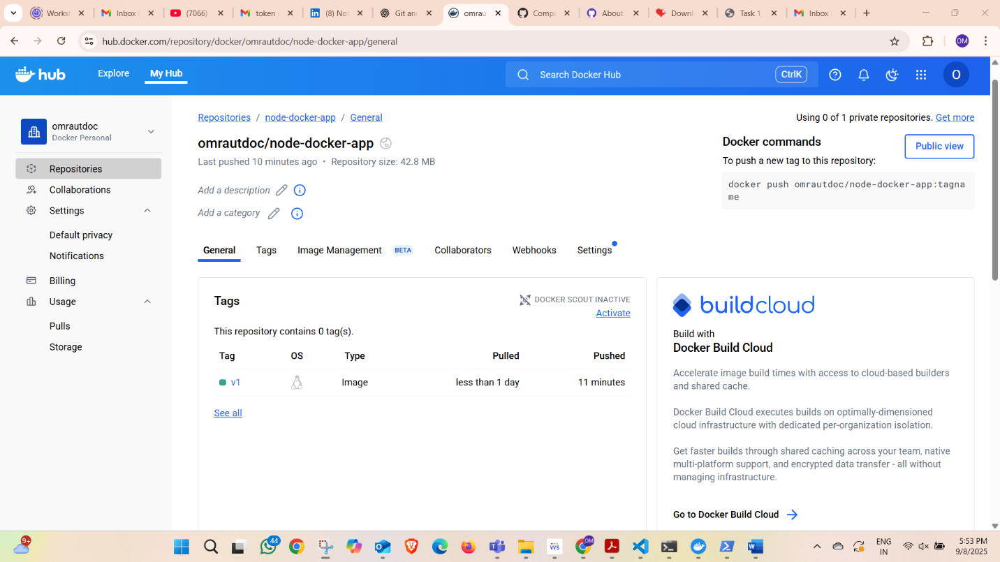 Workst
Inbox (
(7066)
token c
(8) Not
Git and
omrau
Compa
About
Downl
Task 1_
Inbox (
hub.docker.com/repository/docker/omrautdoc/node-docker-app/general
OM
hub
Explore
My Hub
Search Docker Hub
CtrlK
O
omrautdoc
Docker Personal
Repositories
Collaborations
Settings
Default privacy
Notifications
Billing
Usage
Pulls
Storage
Repositories / node-docker-app / General
Using 0 of 1 private repositories. Get more
omrautdoc/node-docker-app
Last pushed 10 minutes ago • Repository size: 42.8 MB
Add a description
Add a category
Docker commands
Public view
To push a new tag to this repository:
docker push omrautdoc/node-docker-app:tagna
me
General
Tags
Image Management BETA
Collaborators
Webhooks
Settings
Tags
DOCKER SCOUT INACTIVE
Activate
This repository contains 0 tag(s).
Tag OS Type Pulled Pushed
v1 Image less than 1 day 11 minutes
See all
buildcloud
Build with
Docker Build Cloud
Accelerate image build times with access to cloud-based builders
and shared cache.
Docker Build Cloud executes builds on optimally-dimensioned
cloud infrastructure with dedicated per-organization isolation.
Get faster builds through shared caching across your team, native
multi-platform support, and encrypted data transfer - all without
managing infrastructure.
Go to Docker Build Cloud
9+
44
WS
OM
ENG
IN
5:53 PM
9/8/2025